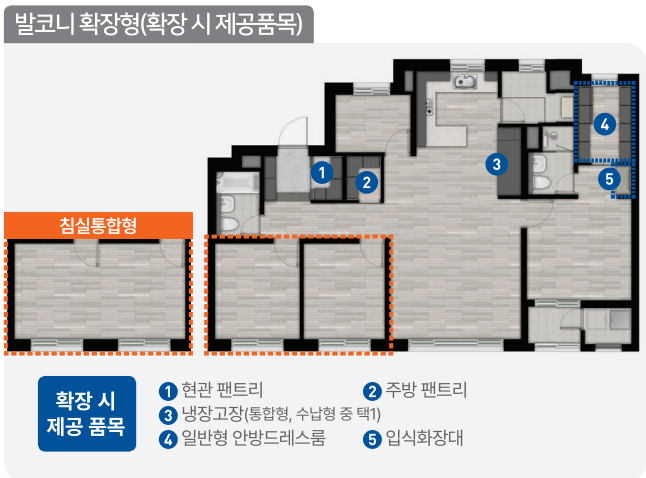 발코니 확장형(확장 시 제공품목)
4
1
3
2
5
침실통합형
확장 시
제공 품목
1 현관 팬트리
2 주방 팬트리
3 냉장고장(통합형, 수납형 중 택1)
4 일반형 안방드레스룸
5 입식화장대